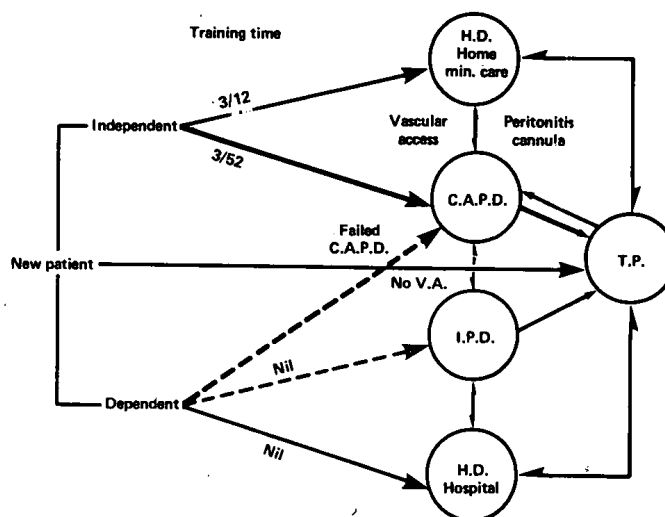 Training time
H.D.
Home
min. care
3/12
Independent
Vascular
access
Peritonitis
cannula
3/52
C.A.P.D.
Failed
C.A.P.D.
New patient
No V.A.
T.P.
I.P.D.
Nil
Dependent
Nil
H.D.
Hospital